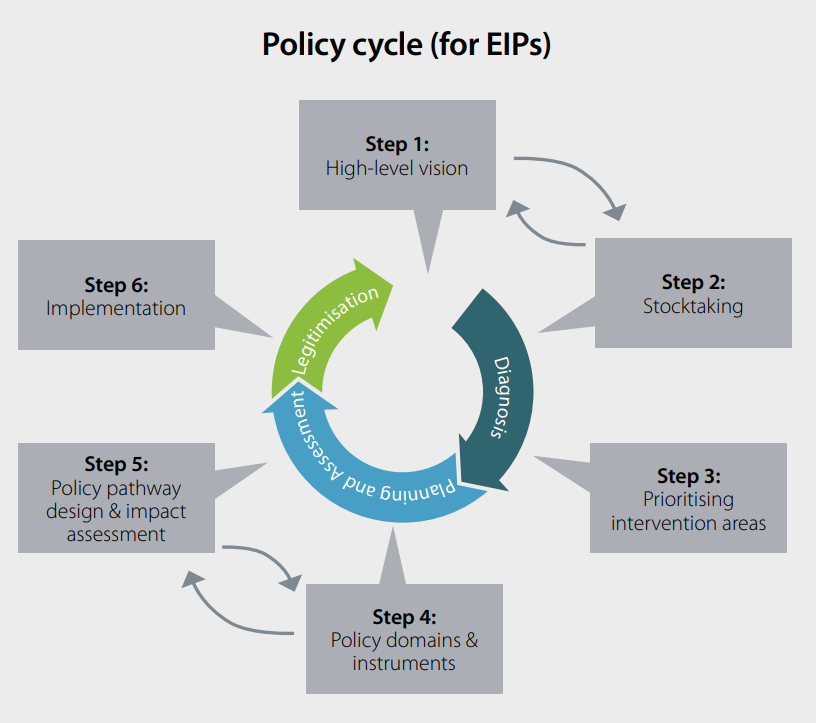 Policy cycle (for EIPs)
Step 1:
High-level vision
Step 2:
Stocktaking
Step 3:
Prioritising
intervention areas
Step 4:
Policy domains &
instruments
Step 5:
Policy pathway
design & impact
assessment
Step 6:
Implementation
Diagnosis
Planning and Assessment
Legitimisation